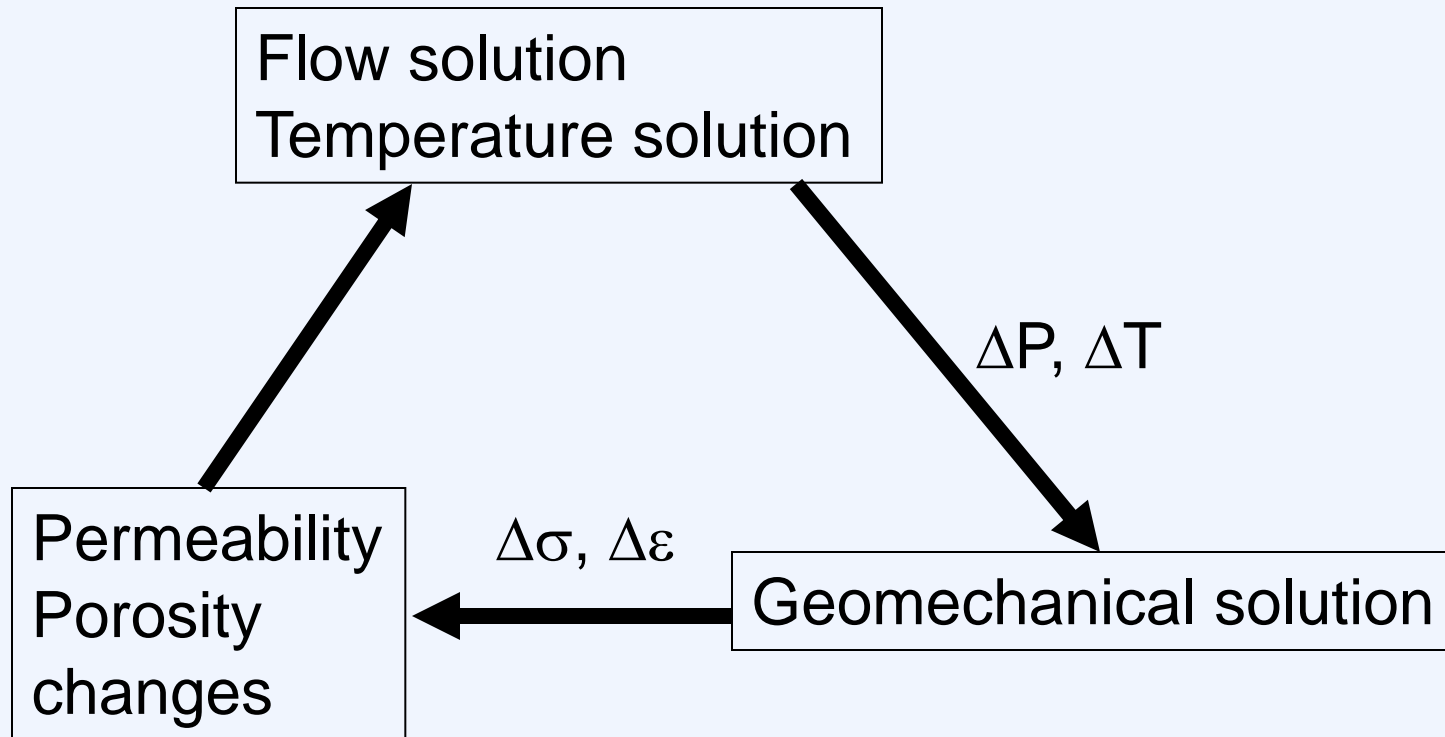 Flow solution
Temperature solution
ΔP, ΔT
Δσ, Δε
Permeability
Porosity
changes
Geomechanical solution